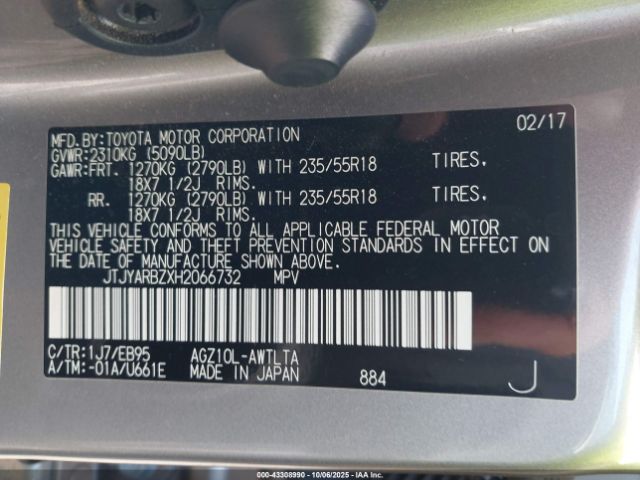 MFD.BY:TOYOTA MOTOR CORPORATION 02/17
GVWR:2310KG (5090LB)
GAWR:FRT. 1270KG (2790LB) WITH 235/55R18 TIRES,
18X7 1/2J RIMS.
RR. 1270KG (2790LB) WITH 235/55R18 TIRES,
18X7 1/2J RIMS.
THIS VEHICLE CONFORMS TO ALL APPLICABLE FEDERAL MOTOR
VEHICLE SAFETY AND THEFT PREVENTION STANDARDS IN EFFECT ON
THE DATE OF MANUFACTURE SHOWN ABOVE.
JTJYARBZXH2066732 MPV
C/TR:1J7/EB95 AGZ10L-AWTLTA
A/TM:-01A/U661E MADE IN JAPAN 884 J
© 000-43308990 - 10/06/2025 - IAA, Inc.